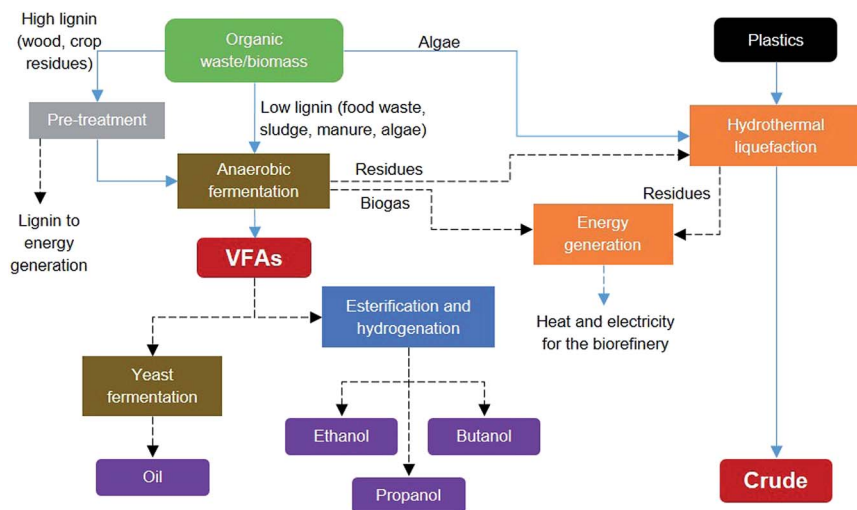 High lignin
(wood, crop
residues)
Organic
waste/biomass
Algae
Plastics
Pre-treatment
Low lignin (food waste,
sludge, manure, algae)
Hydrothermal
liquefaction
Anaerobic
fermentation
Residues
Biogas
Residues
Lignin to
energy
generation
Energy
generation
VFAs
Esterification and
hydrogenation
Heat and electricity
for the biorefinery
Yeast
fermentation
Ethanol
Butanol
Oil
Propanol
Crude